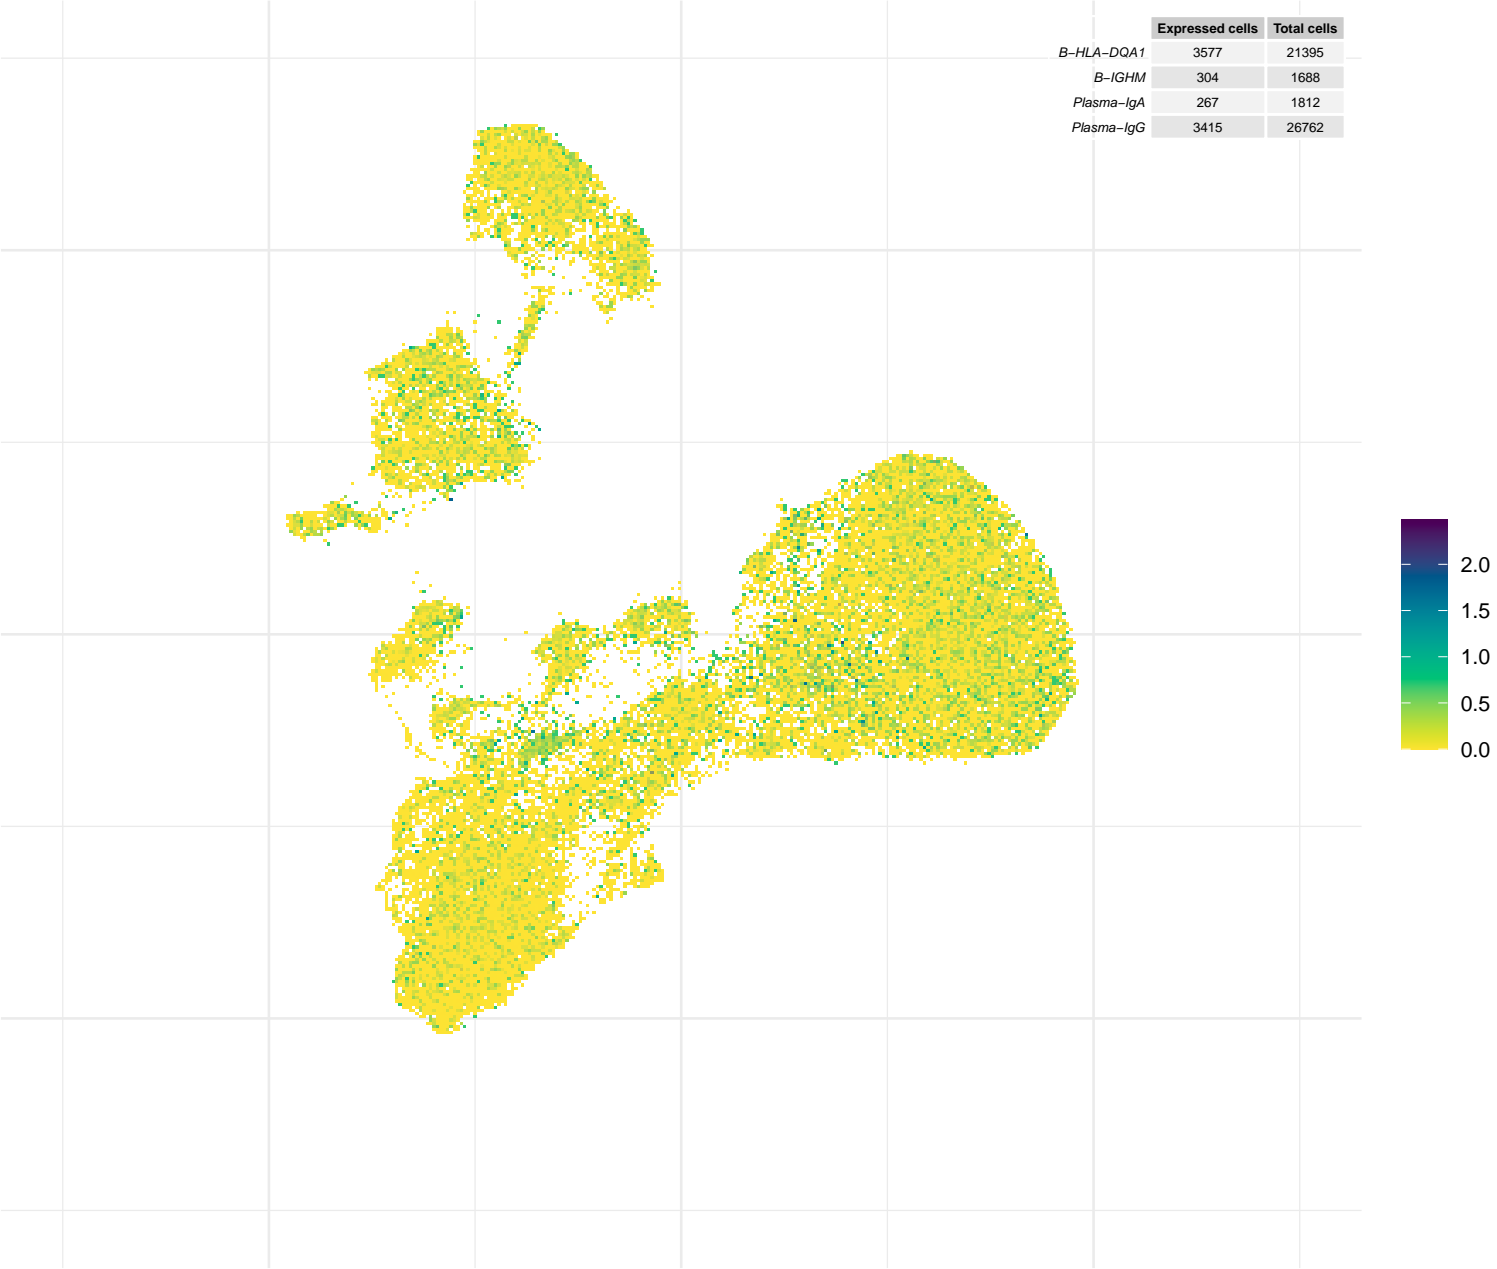 Expressed cells Total cells
B−HLA−DQA1 3577 21395
B−IGHM 304 1688
Plasma−IgA 267 1812
Plasma−IgG 3415 26762
2.0
1.5
1.0
0.5
0.0